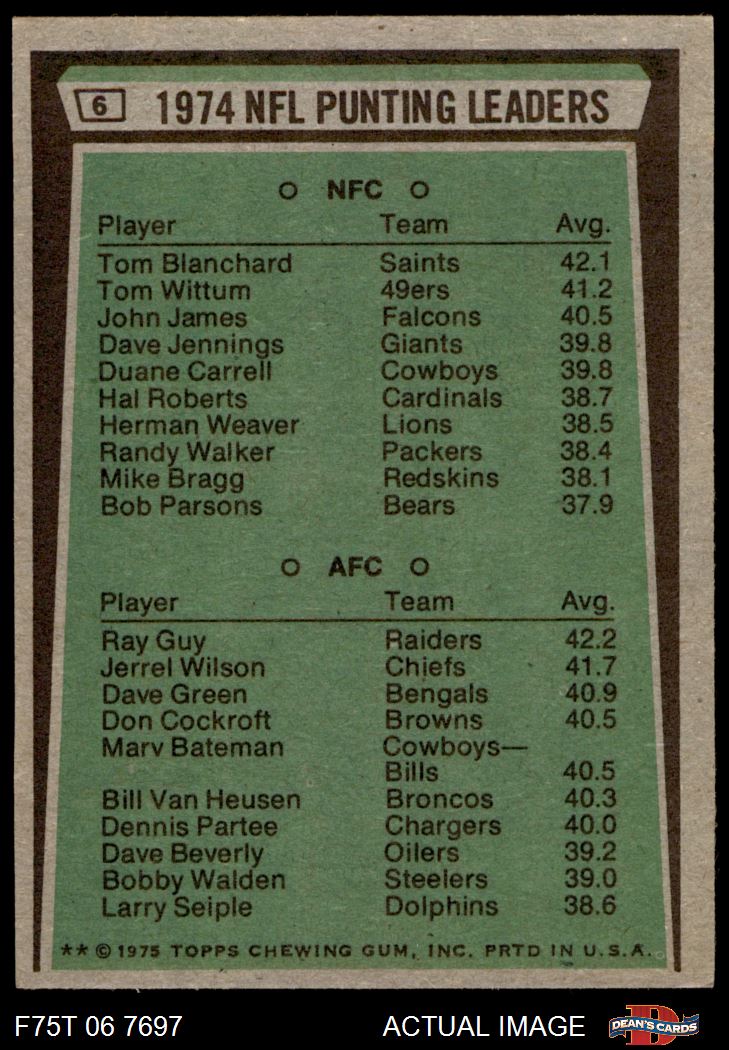 6 1974 NFL PUNTING LEADERS
NFC
Player Team Avg.
Tom Blanchard Saints 42.1
Tom Wittum 49ers 41.2
John James Falcons 40.5
Dave Jennings Giants 39.8
Duane Carrell Cowboys 39.8
Hal Roberts Cardinals 38.7
Herman Weaver Lions 38.5
Randy Walker Packers 38.4
Mike Bragg Redskins 38.1
Bob Parsons Bears 37.9
AFC
Player Team Avg.
Ray Guy Raiders 42.2
Jerrel Wilson Chiefs 41.7
Dave Green Bengals 40.9
Don Cockroft Browns 40.5
Marv Bateman Cowboys—
Bills 40.5
Bill Van Heusen Broncos 40.3
Dennis Partee Chargers 40.0
Dave Beverly Oilers 39.2
Bobby Walden Steelers 39.0
Larry Seiple Dolphins 38.6
** © 1975 TOPPS CHEWING GUM, INC. PRTD IN U.S.A.
F75T 06 7697 ACTUAL IMAGE D DEAN'S CARDS